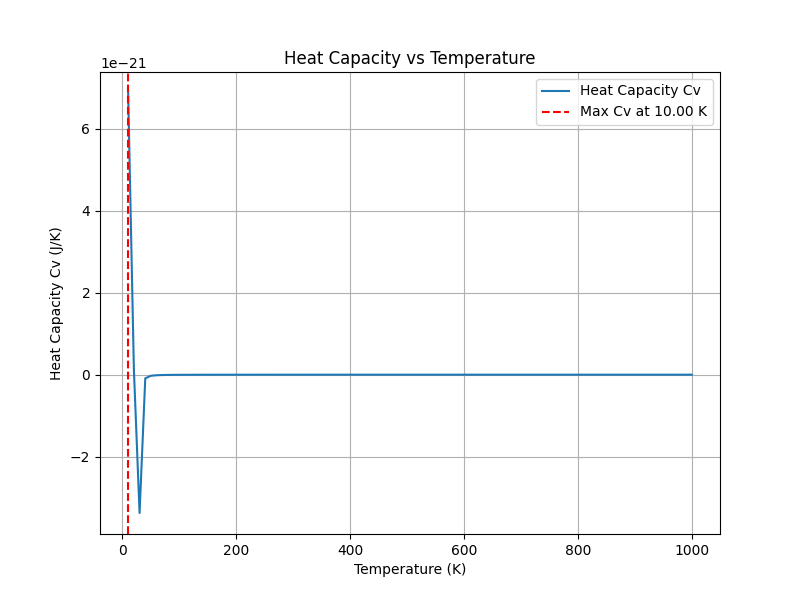 Heat Capacity vs Temperature
1e−21
Heat Capacity Cv
Max Cv at 10.00 K
6
4
2
0
−2
Heat Capacity Cv (J/K)
0 200 400 600 800 1000
Temperature (K)